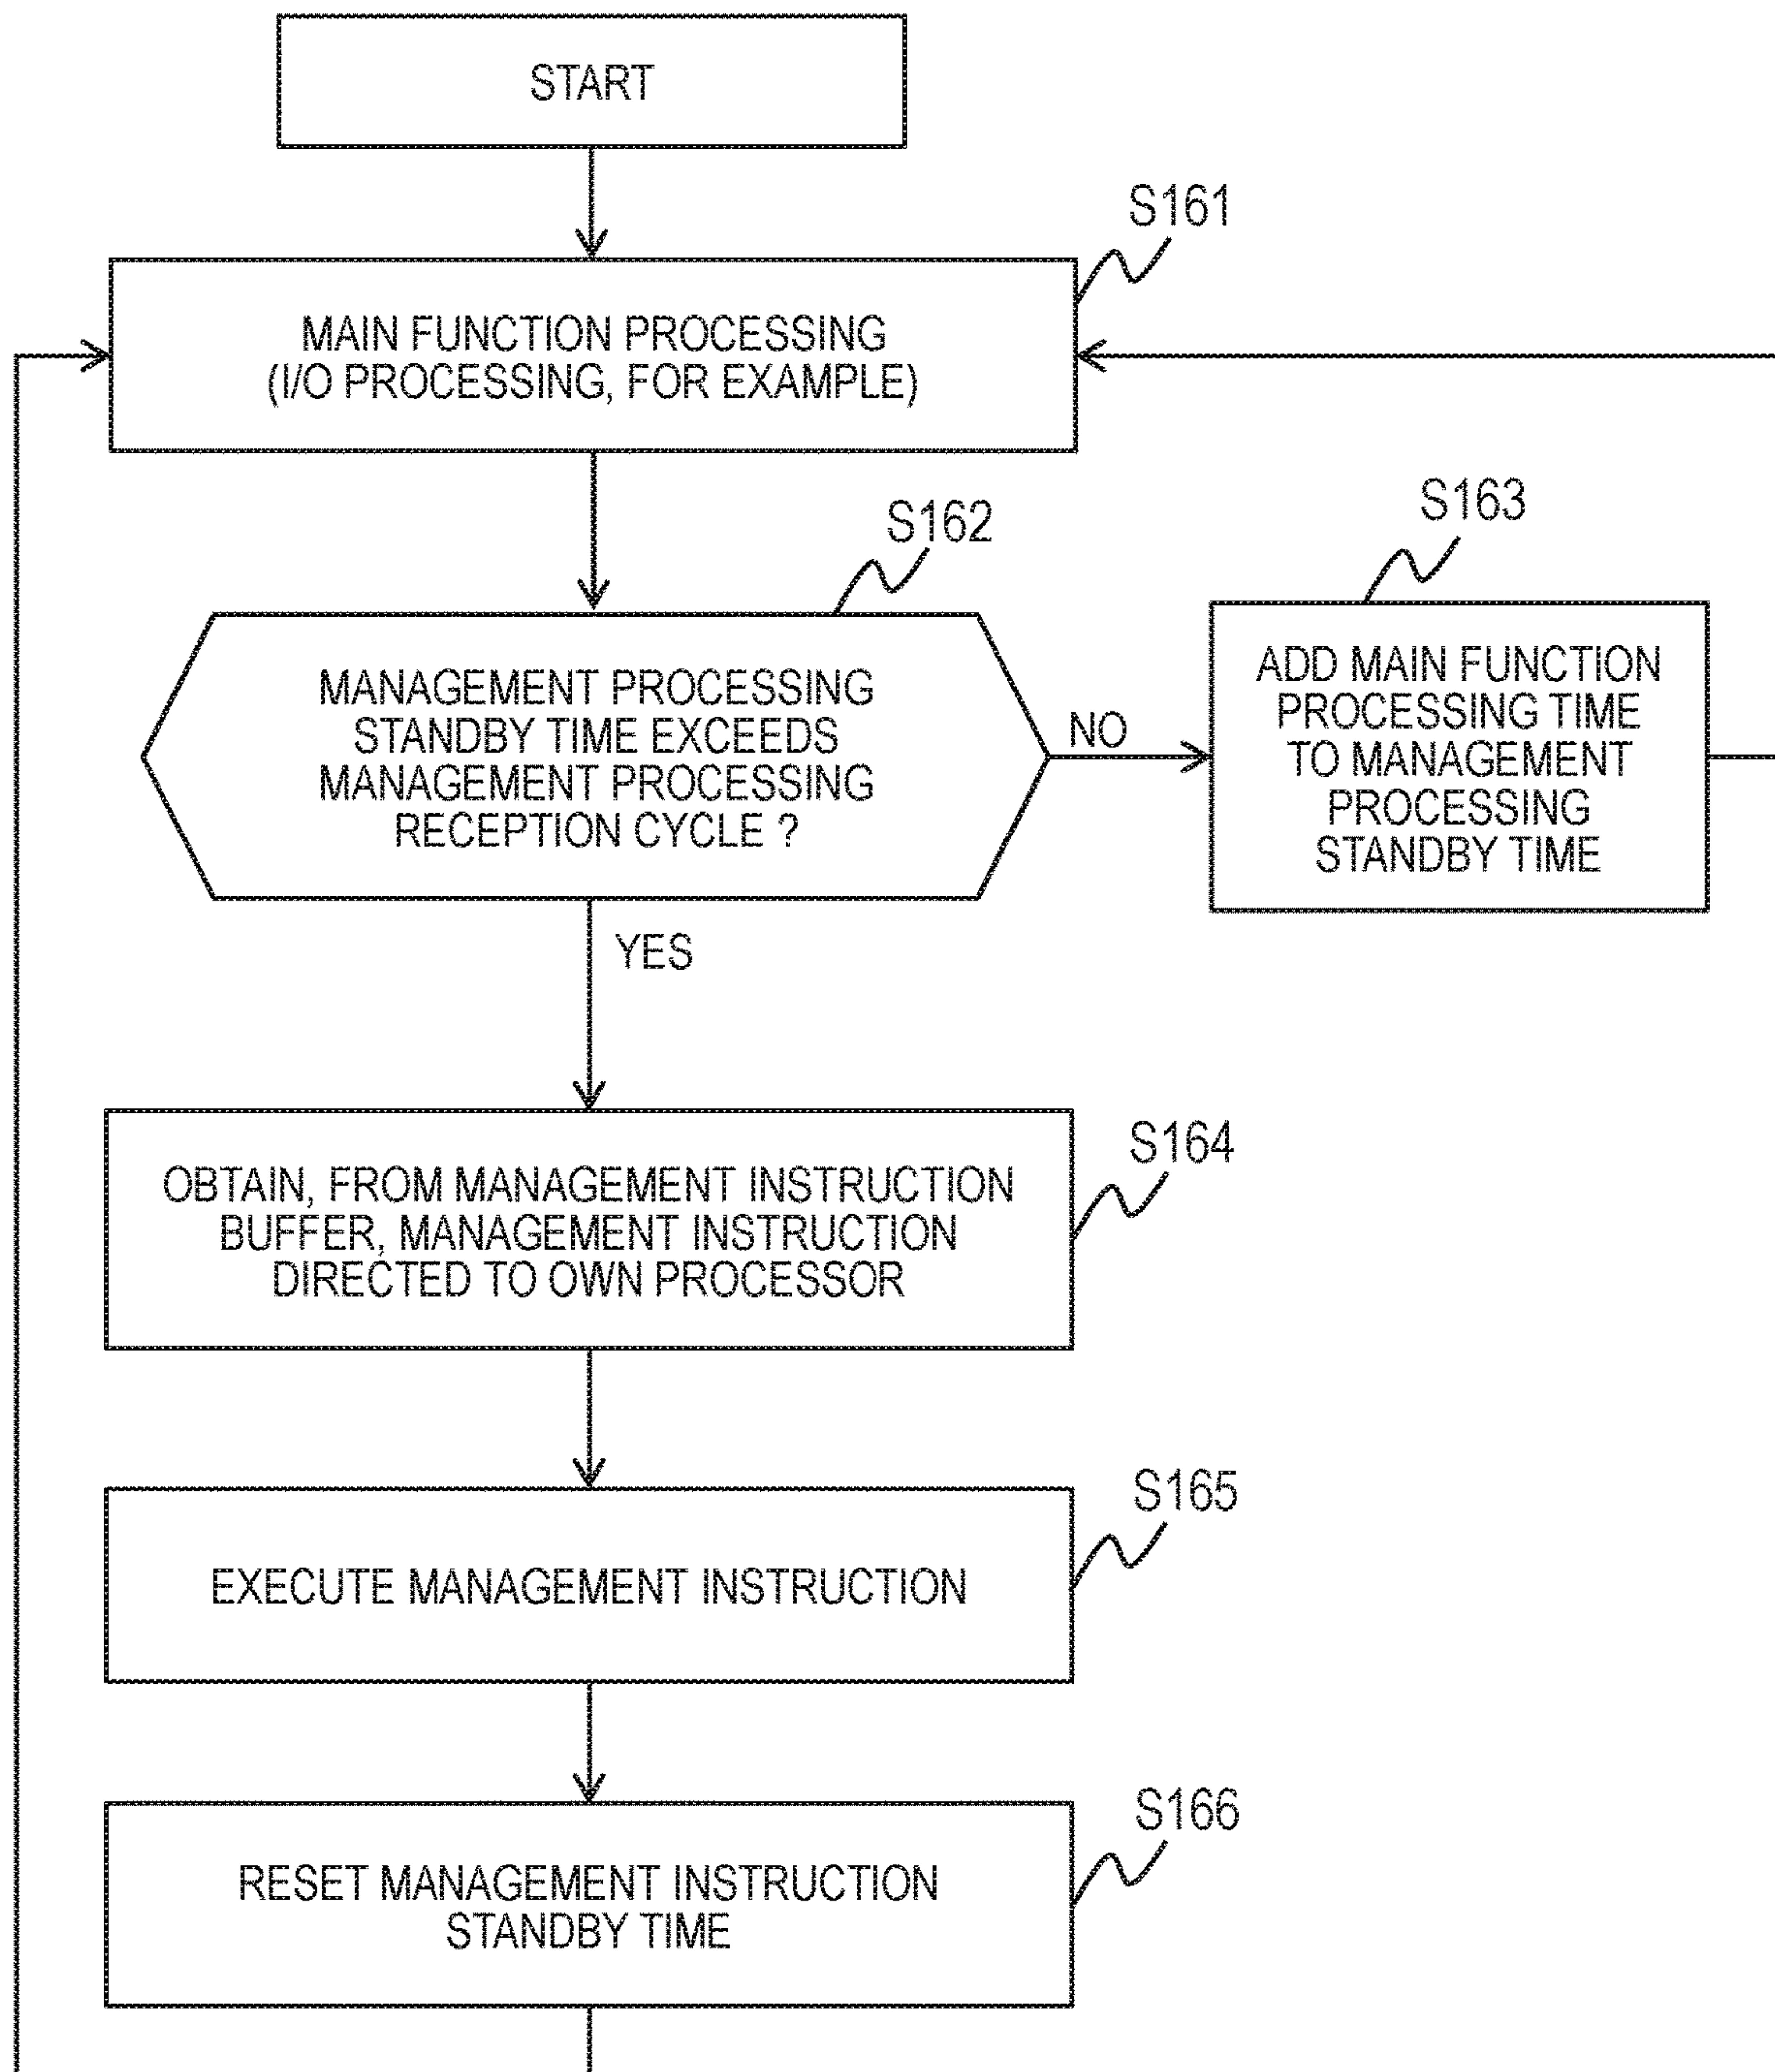 START
S161
MAIN FUNCTION PROCESSING
(I/O PROCESSING, FOR EXAMPLE)
S162
MANAGEMENT PROCESSING
STANDBY TIME EXCEEDS
MANAGEMENT PROCESSING
RECEPTION CYCLE ?
NO
S163
ADD MAIN FUNCTION
PROCESSING TIME
TO MANAGEMENT
PROCESSING
STANDBY TIME
YES
S164
OBTAIN, FROM MANAGEMENT INSTRUCTION
BUFFER, MANAGEMENT INSTRUCTION
DIRECTED TO OWN PROCESSOR
S165
EXECUTE MANAGEMENT INSTRUCTION
S166
RESET MANAGEMENT INSTRUCTION
STANDBY TIME